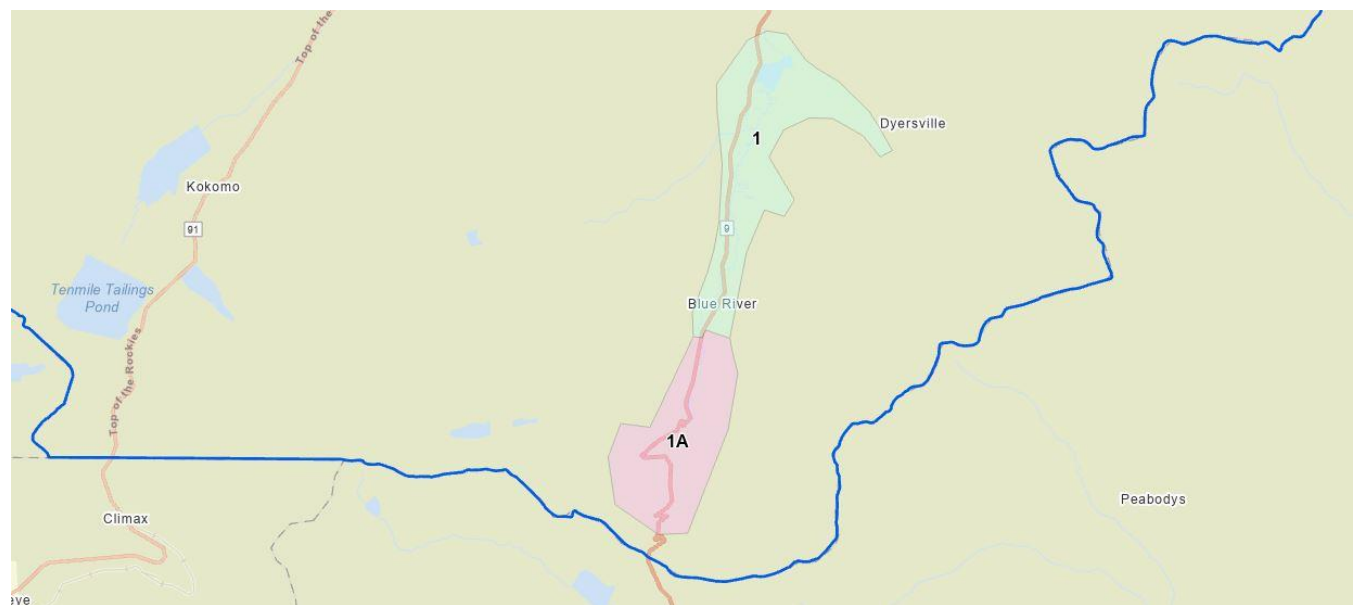 Top of the
1
Dyersville
Kokomo
91
9
Tenmile Tailings
Pond
Blue River
Top of the Rockies
1A
Peabodys
Climax
eye